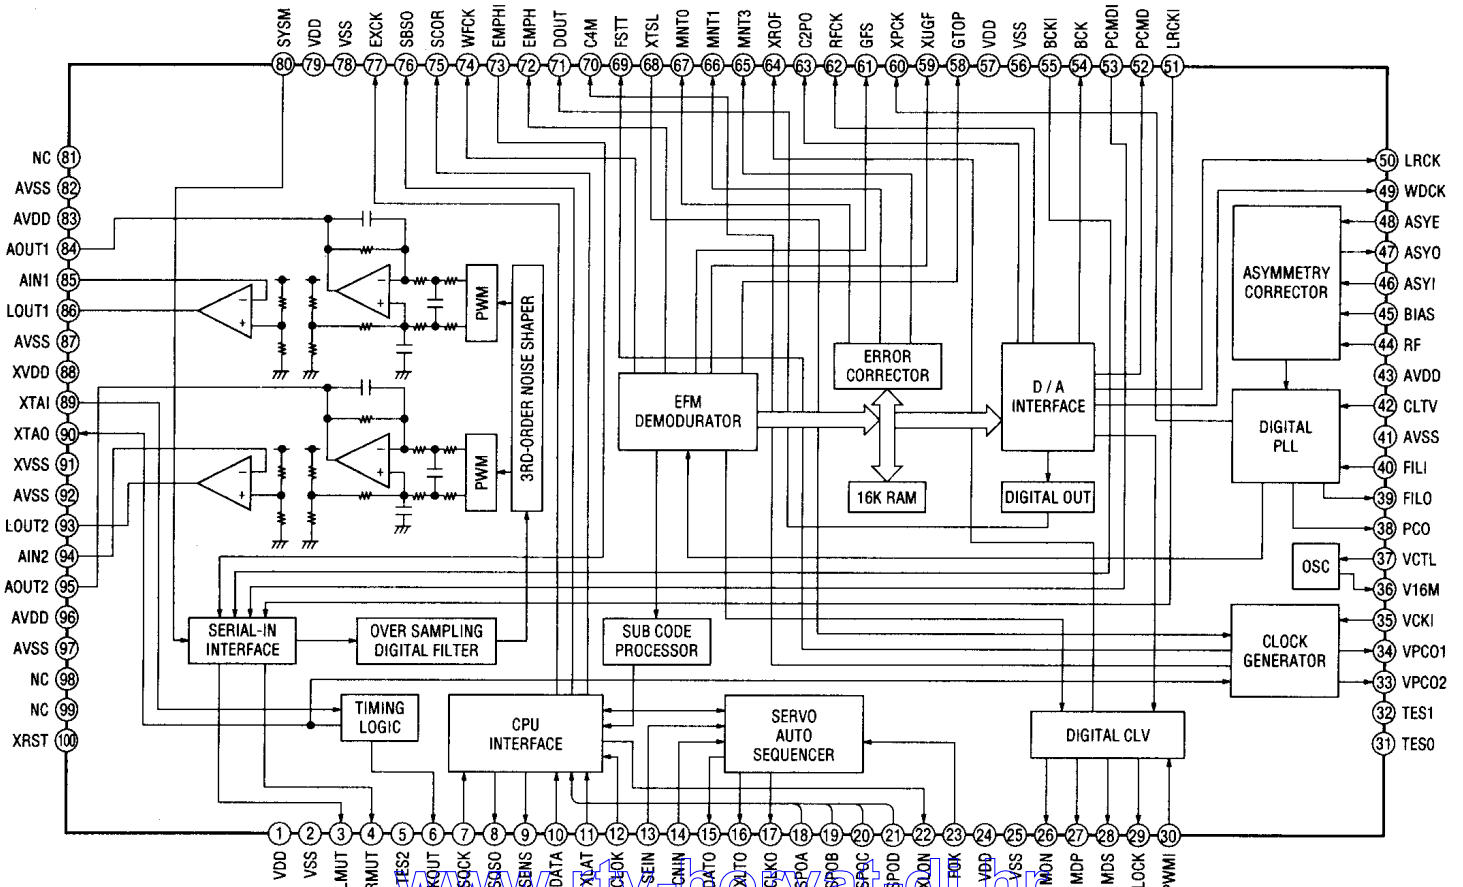 SYSM VDD VSS EXCK SBSO SCOR WFCK EMPHI EMPH DOUT C4M FSTT XTSL MNT0 MNT1 MNT3 XROF C2PO RFCK GFS XPCK XUGF GTOP VDD VSS BCKI BCK PCMDI PCMD LRCKI
80 79 78 77 76 75 74 73 72 71 70 69 68 67 66 65 64 63 62 61 60 59 58 57 56 55 54 53 52 51
NC 81
AVSS 82
AVDD 83
AOUT1 84
AIN1 85
LOUT1 86
AVSS 87
XVDD 88
XTAI 89
XTAO 90
XVSS 91
AVSS 92
LOUT2 93
AIN2 94
AOUT2 95
AVDD 96
AVSS 97
NC 98
NC 99
XRST 100
−
+
−
+
PWM
3RD-ORDER NOISE SHAPER
−
+
−
+
PWM
ERROR
CORRECTOR
EFM
DEMODURATOR
16K RAM
D / A
INTERFACE
DIGITAL OUT
ASYMMETRY
CORRECTOR
DIGITAL
PLL
OSC
CLOCK
GENERATOR
SERIAL-IN
INTERFACE
OVER SAMPLING
DIGITAL FILTER
SUB CODE
PROCESSOR
TIMING
LOGIC
CPU
INTERFACE
SERVO
AUTO
SEQUENCER
DIGITAL CLV
50 LRCK
49 WDCK
48 ASYE
47 ASYO
46 ASYI
45 BIAS
44 RF
43 AVDD
42 CLTV
41 AVSS
40 FILI
39 FILO
38 PCO
37 VCTL
36 V16M
35 VCKI
34 VPCO1
33 VPCO2
32 TES1
31 TES0
1 2 3 4 5 6 7 8 9 10 11 12 13 14 15 16 17 18 19 20 21 22 23 24 25 26 27 28 29 30
VDD VSS LMUT RMUT TES2 XOUT SQCK SQSO SENS DATA XLAT CLOK SEIN CNIN DATO XLTO CLKO SPOA SPOB SPOC SPOD XLON FOK VDD VSS MON MDP MDS LOCK PWMI